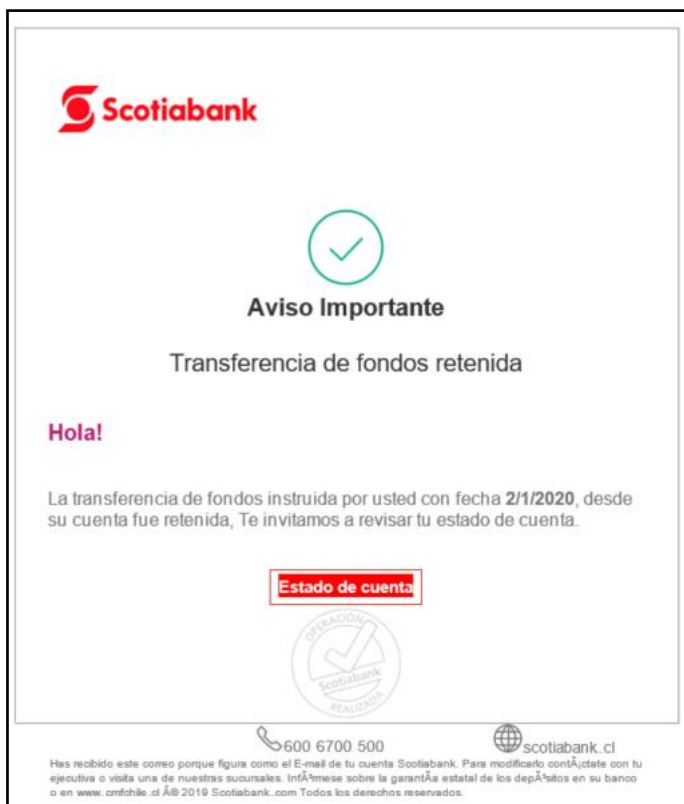 Scotiabank
Aviso Importante
Transferencia de fondos retenida
Hola!
La transferencia de fondos instruida por usted con fecha 2/1/2020, desde
su cuenta fue retenida, Te invitamos a revisar tu estado de cuenta.
Estado de cuenta
OPERACIÓN
Scotiabank
REALIZADA
600 6700 500
scotiabank.cl
Has recibido este correo porque figura como el E-mail de tu cuenta Scotiabank. Para modificarlo contÃ¡ctate con tu
ejecutiva o visita una de nuestras sucursales. InfÃ³rmese sobre la garantÃ­a estatal de los depÃ³sitos en su banco
o en www.cmfchile.cl Â® 2019 Scotiabank.com Todos los derechos reservados.